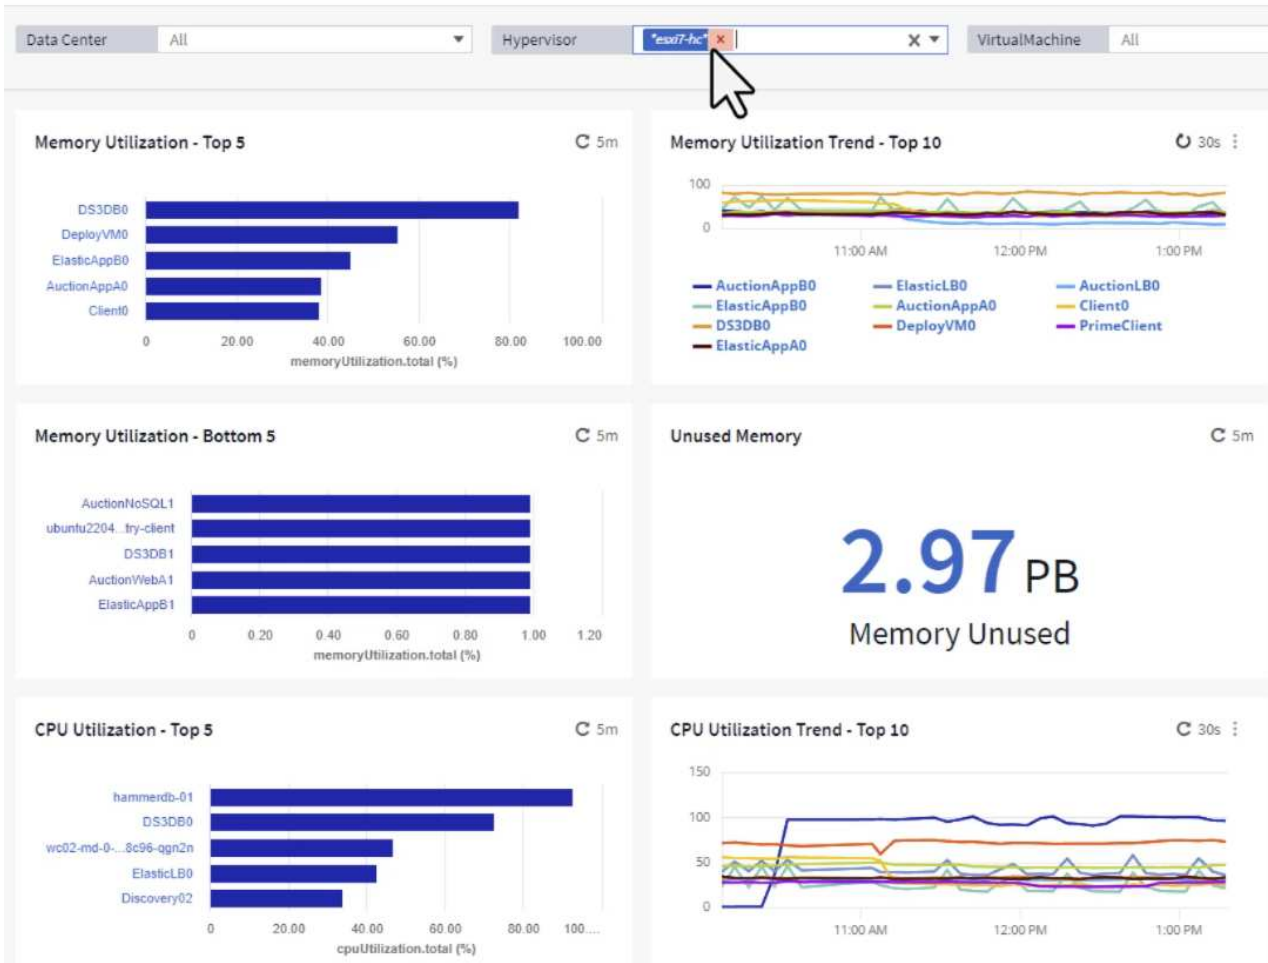 Data Center All Hypervisor *esxi7-hc* × X VirtualMachine All
Memory Utilization - Top 5 5m
DS3DB0
DeployVM0
ElasticAppB0
AuctionAppA0
Client0
0 20.00 40.00 60.00 80.00 100.00
memoryUtilization.total (%)
Memory Utilization Trend - Top 10 30s
100
0
11:00 AM 12:00 PM 1:00 PM
AuctionAppB0 ElasticLB0 AuctionLB0
ElasticAppB0 AuctionAppA0 Client0
DS3DB0 DeployVM0 PrimeClient
ElasticAppA0
Memory Utilization - Bottom 5 5m
AuctionNoSQL1
ubuntu2204...try-client
DS3DB1
AuctionWebA1
ElasticAppB1
0 0.20 0.40 0.60 0.80 1.00 1.20
memoryUtilization.total (%)
Unused Memory 5m
2.97 PB
Memory Unused
CPU Utilization - Top 5 5m
hammerdb-01
DS3DB0
wc02-md-0-...8c96-qgn2n
ElasticLB0
Discovery02
0 20.00 40.00 60.00 80.00 100....
cpuUtilization.total (%)
CPU Utilization Trend - Top 10 30s
150
100
50
0
11:00 AM 12:00 PM 1:00 PM